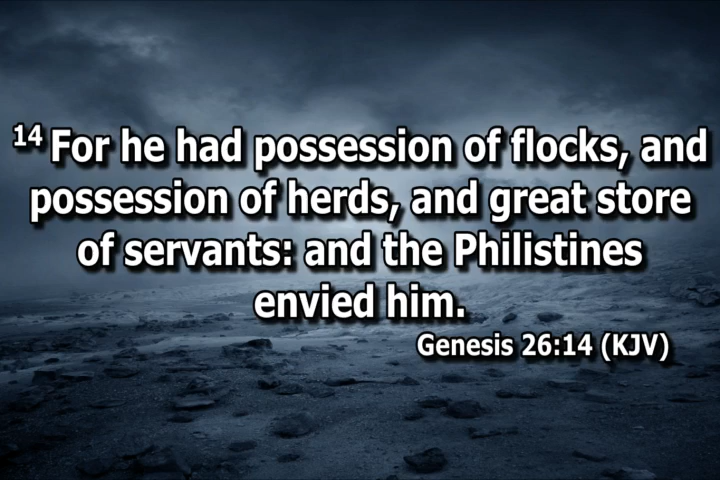 14 For he had possession of flocks, and
possession of herds, and great store
of servants: and the Philistines
envied him.
Genesis 26:14 (KJV)